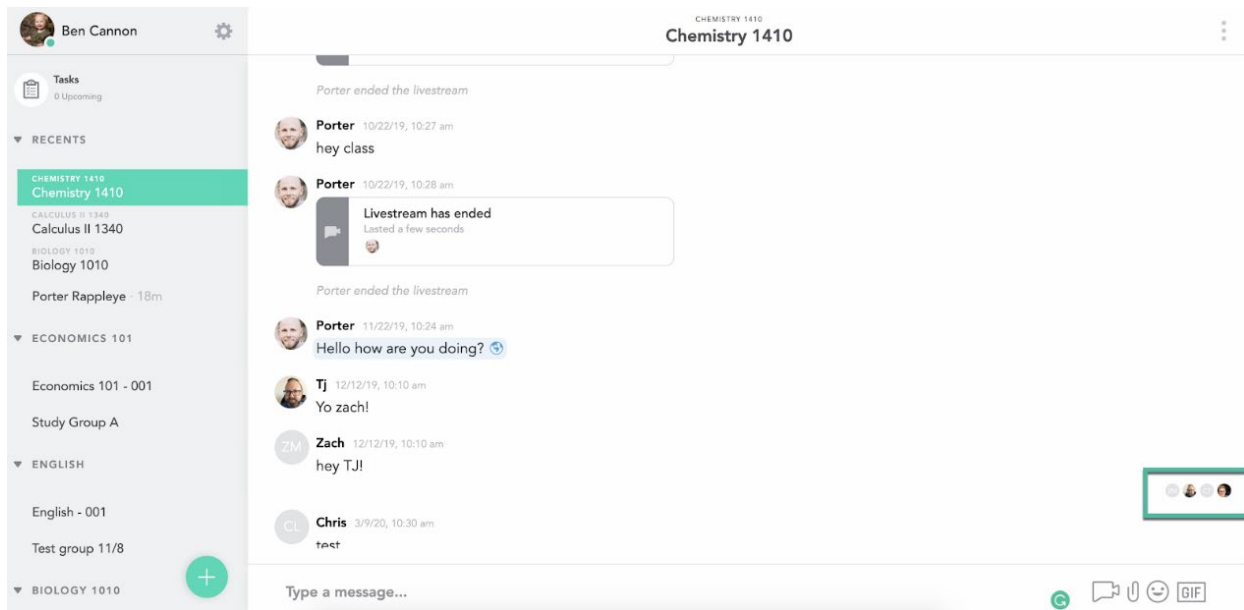 Ben Cannon
Tasks
0 Upcoming
RECENTS
CHEMISTRY 1410
Chemistry 1410
CALCULUS II 1340
Calculus II 1340
BIOLOGY 1010
Biology 1010
Porter Rappleye · 18m
ECONOMICS 101
Economics 101 - 001
Study Group A
ENGLISH
English - 001
Test group 11/8
BIOLOGY 1010
+
CHEMISTRY 1410
Chemistry 1410
Porter ended the livestream
Porter 10/22/19, 10:27 am
hey class
Porter 10/22/19, 10:28 am
Livestream has ended
Lasted a few seconds
Porter ended the livestream
Porter 11/22/19, 10:24 am
Hello how are you doing?
Tj 12/12/19, 10:10 am
Yo zach!
ZM
Zach 12/12/19, 10:10 am
hey TJ!
CL
Chris 3/9/20, 10:30 am
test
Type a message...
G
GIF